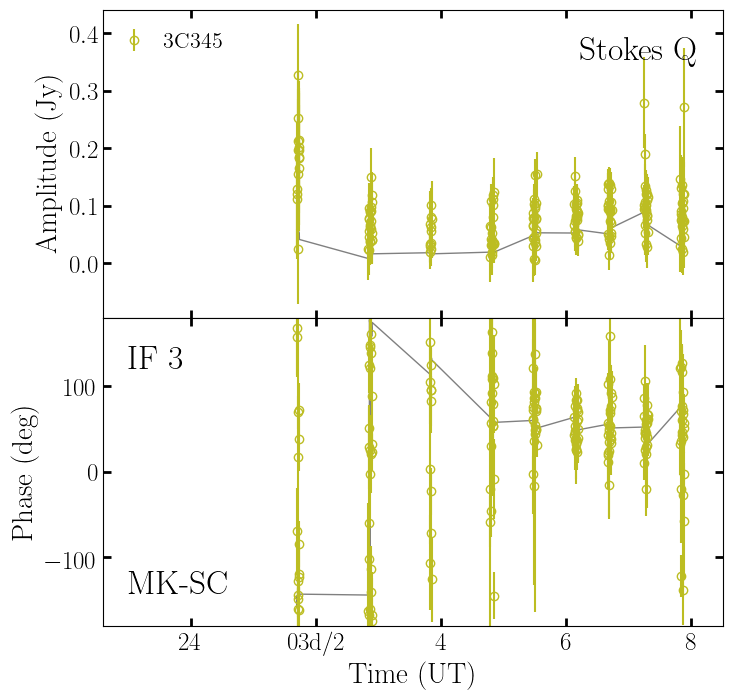 3C345
Stokes Q
0.4
0.3
0.2
0.1
0.0
Amplitude (Jy)
IF 3
MK-SC
100
0
−100
Phase (deg)
24 03d/2 4 6 8
Time (UT)